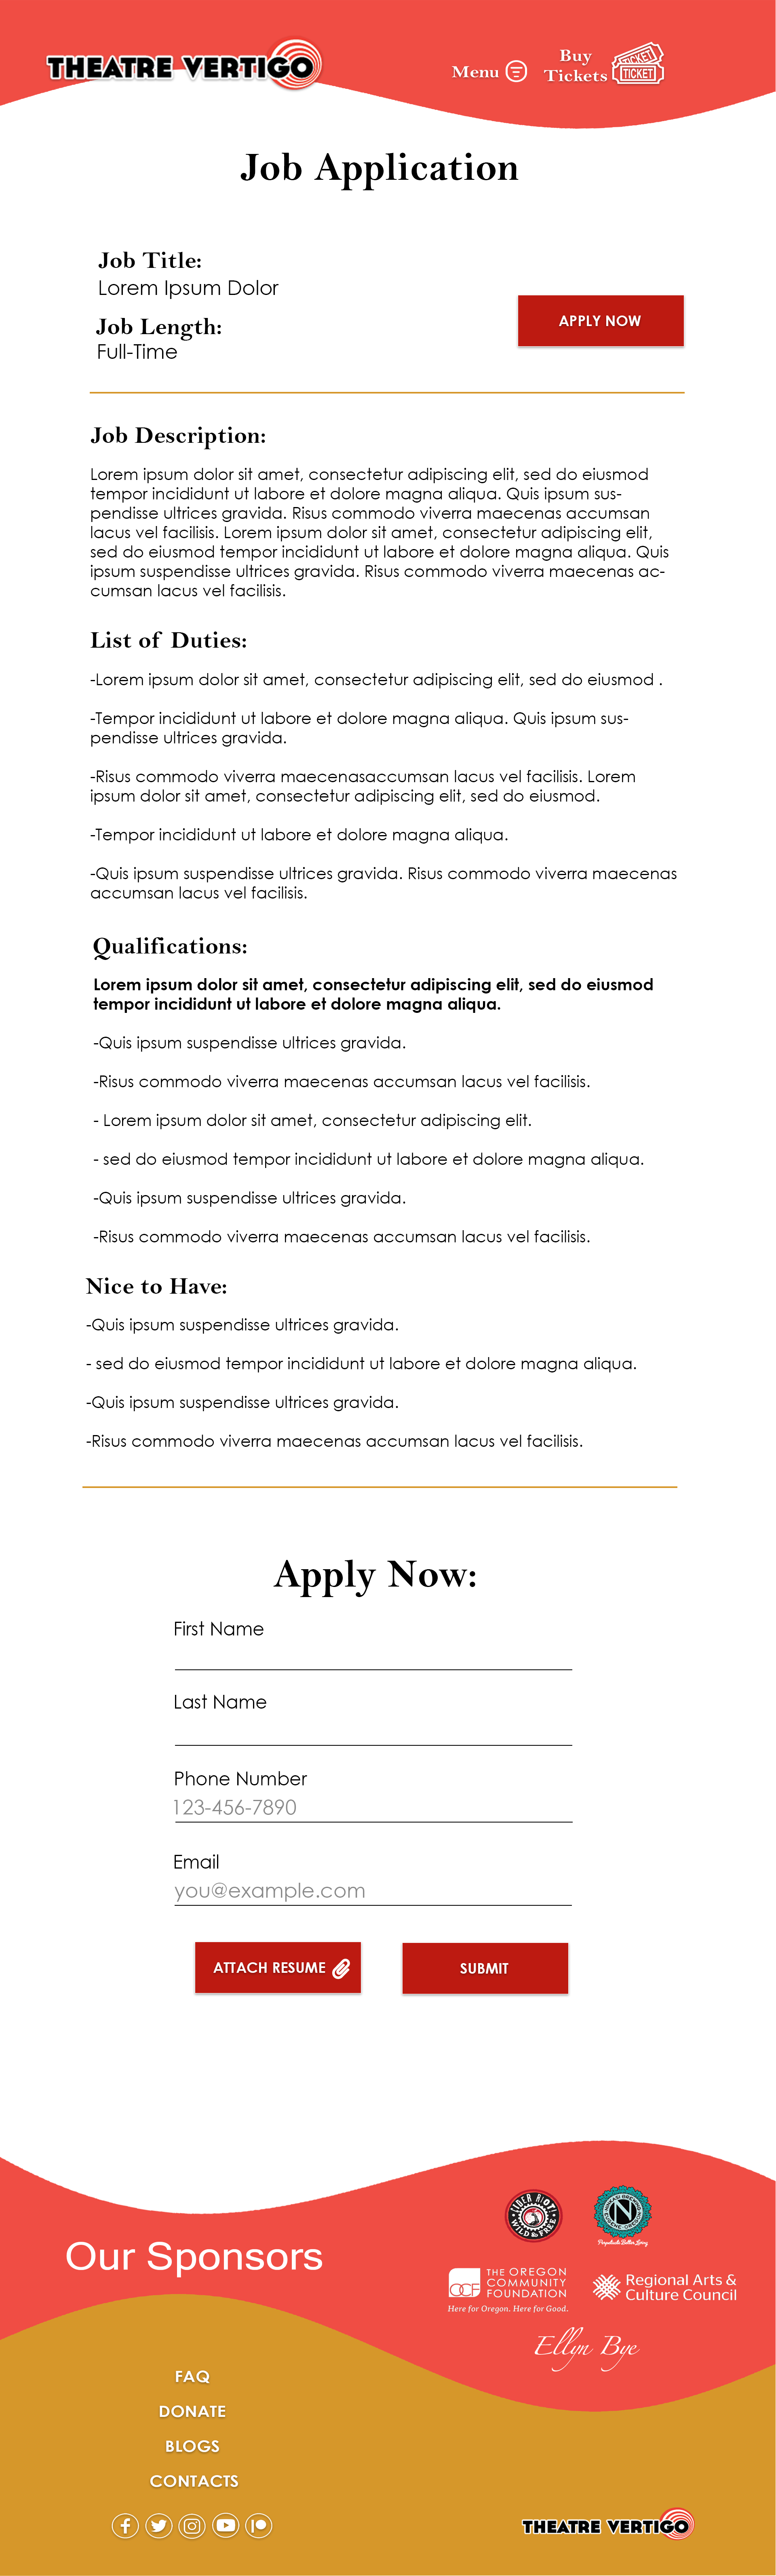 THEATRE VERTIGO
Menu
Buy
Tickets
TICKET
TICKET
Job Application
Job Title:
Lorem Ipsum Dolor
Job Length:
Full-Time
APPLY NOW
Job Description:
Lorem ipsum dolor sit amet, consectetur adipiscing elit, sed do eiusmod
tempor incididunt ut labore et dolore magna aliqua. Quis ipsum sus-
pendisse ultrices gravida. Risus commodo viverra maecenas accumsan
lacus vel facilisis. Lorem ipsum dolor sit amet, consectetur adipiscing elit,
sed do eiusmod tempor incididunt ut labore et dolore magna aliqua. Quis
ipsum suspendisse ultrices gravida. Risus commodo viverra maecenas ac-
cumsan lacus vel facilisis.
List of Duties:
-Lorem ipsum dolor sit amet, consectetur adipiscing elit, sed do eiusmod .
-Tempor incididunt ut labore et dolore magna aliqua. Quis ipsum sus-
pendisse ultrices gravida.
-Risus commodo viverra maecenasaccumsan lacus vel facilisis. Lorem
ipsum dolor sit amet, consectetur adipiscing elit, sed do eiusmod.
-Tempor incididunt ut labore et dolore magna aliqua.
-Quis ipsum suspendisse ultrices gravida. Risus commodo viverra maecenas
accumsan lacus vel facilisis.
Qualifications:
Lorem ipsum dolor sit amet, consectetur adipiscing elit, sed do eiusmod
tempor incididunt ut labore et dolore magna aliqua.
-Quis ipsum suspendisse ultrices gravida.
-Risus commodo viverra maecenas accumsan lacus vel facilisis.
- Lorem ipsum dolor sit amet, consectetur adipiscing elit.
- sed do eiusmod tempor incididunt ut labore et dolore magna aliqua.
-Quis ipsum suspendisse ultrices gravida.
-Risus commodo viverra maecenas accumsan lacus vel facilisis.
Nice to Have:
-Quis ipsum suspendisse ultrices gravida.
- sed do eiusmod tempor incididunt ut labore et dolore magna aliqua.
-Quis ipsum suspendisse ultrices gravida.
-Risus commodo viverra maecenas accumsan lacus vel facilisis.
Apply Now:
First Name
Last Name
Phone Number
123-456-7890
Email
you@example.com
ATTACH RESUME
SUBMIT
Our Sponsors
CIDER RIOT!
WILD & FREE
N
Perpetuate Better Living
OCF
THE OREGON
COMMUNITY
FOUNDATION
Here for Oregon. Here for Good.
Regional Arts &
Culture Council
Ellyn Bye
FAQ
DONATE
BLOGS
CONTACTS
THEATRE VERTIGO